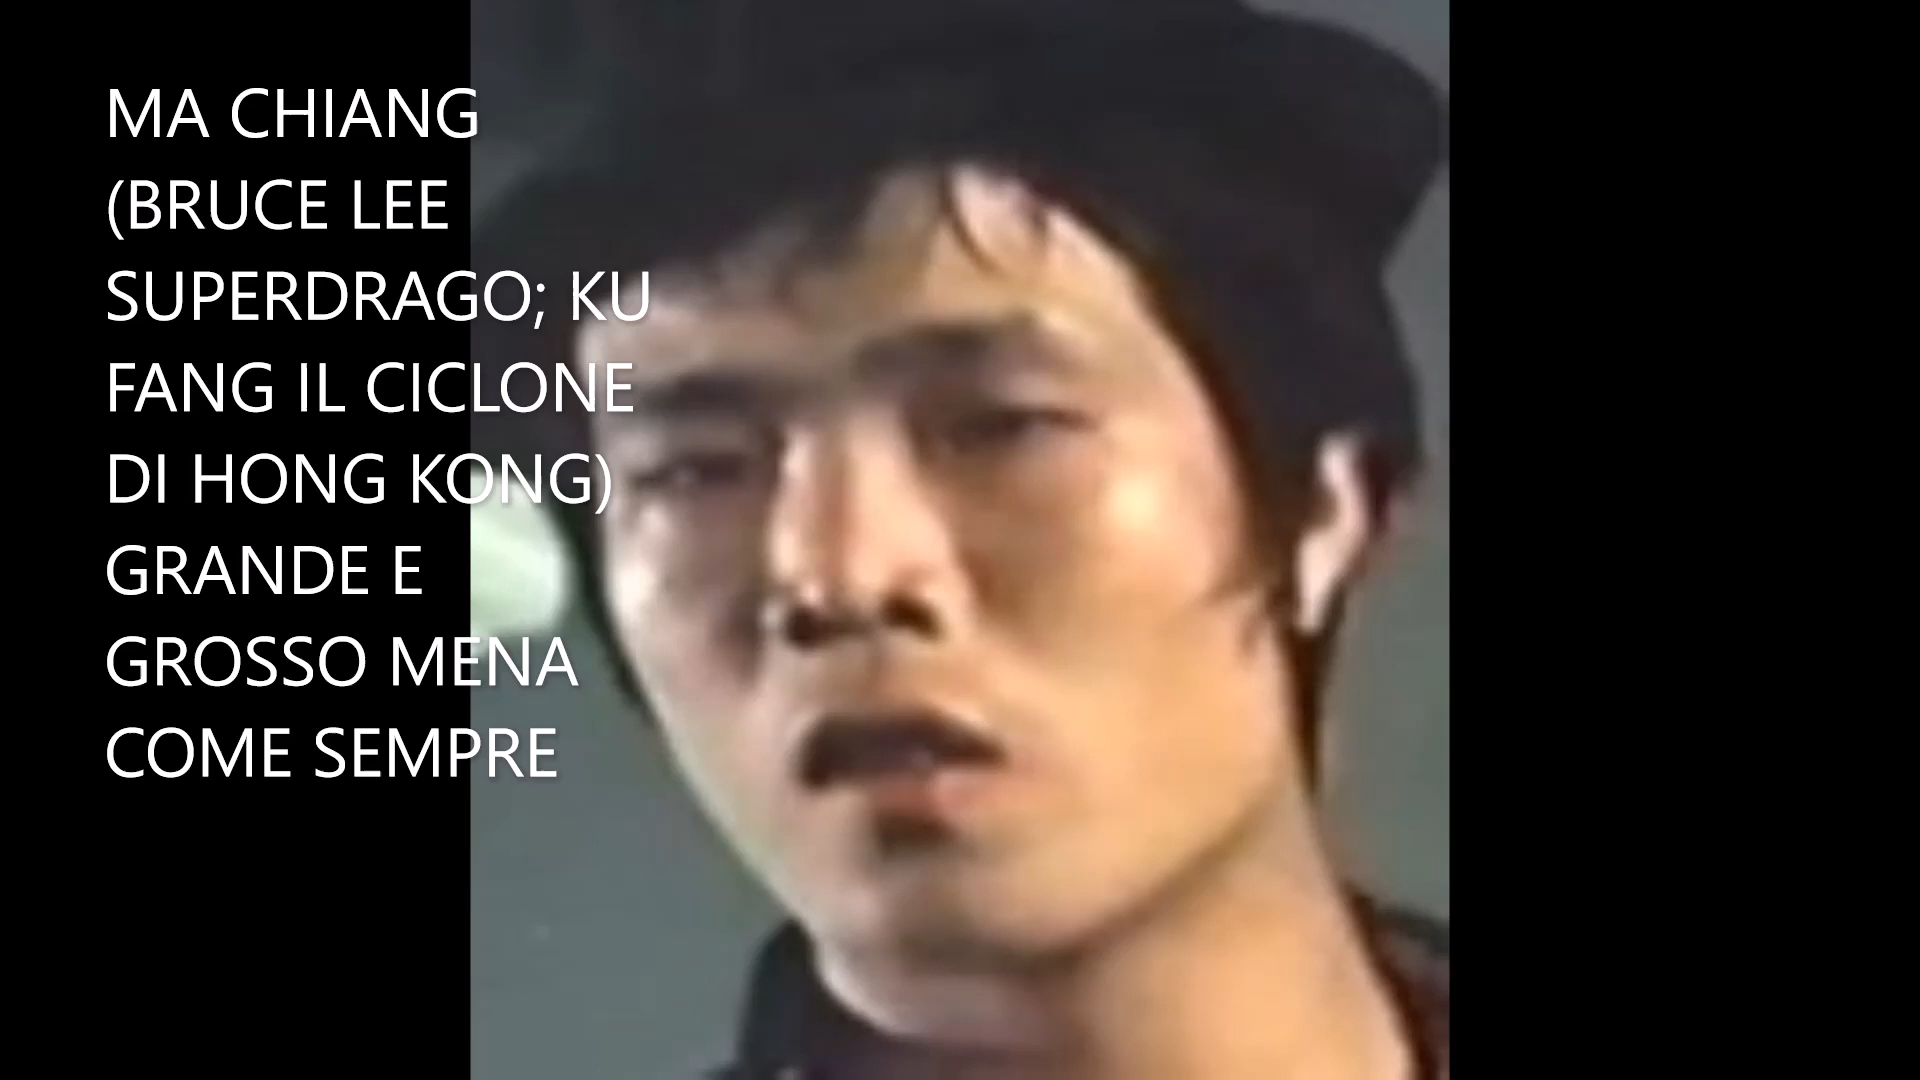 MA CHIANG
(BRUCE LEE
SUPERDRAGO; KU
FANG IL CICLONE
DI HONG KONG)
GRANDE E
GROSSO MENA
COME SEMPRE